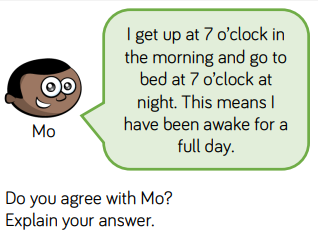 I get up at 7 o'clock in
the morning and go to
bed at 7 o'clock at
night. This means I
have been awake for a
full day.
Mo
Do you agree with Mo?
Explain your answer.